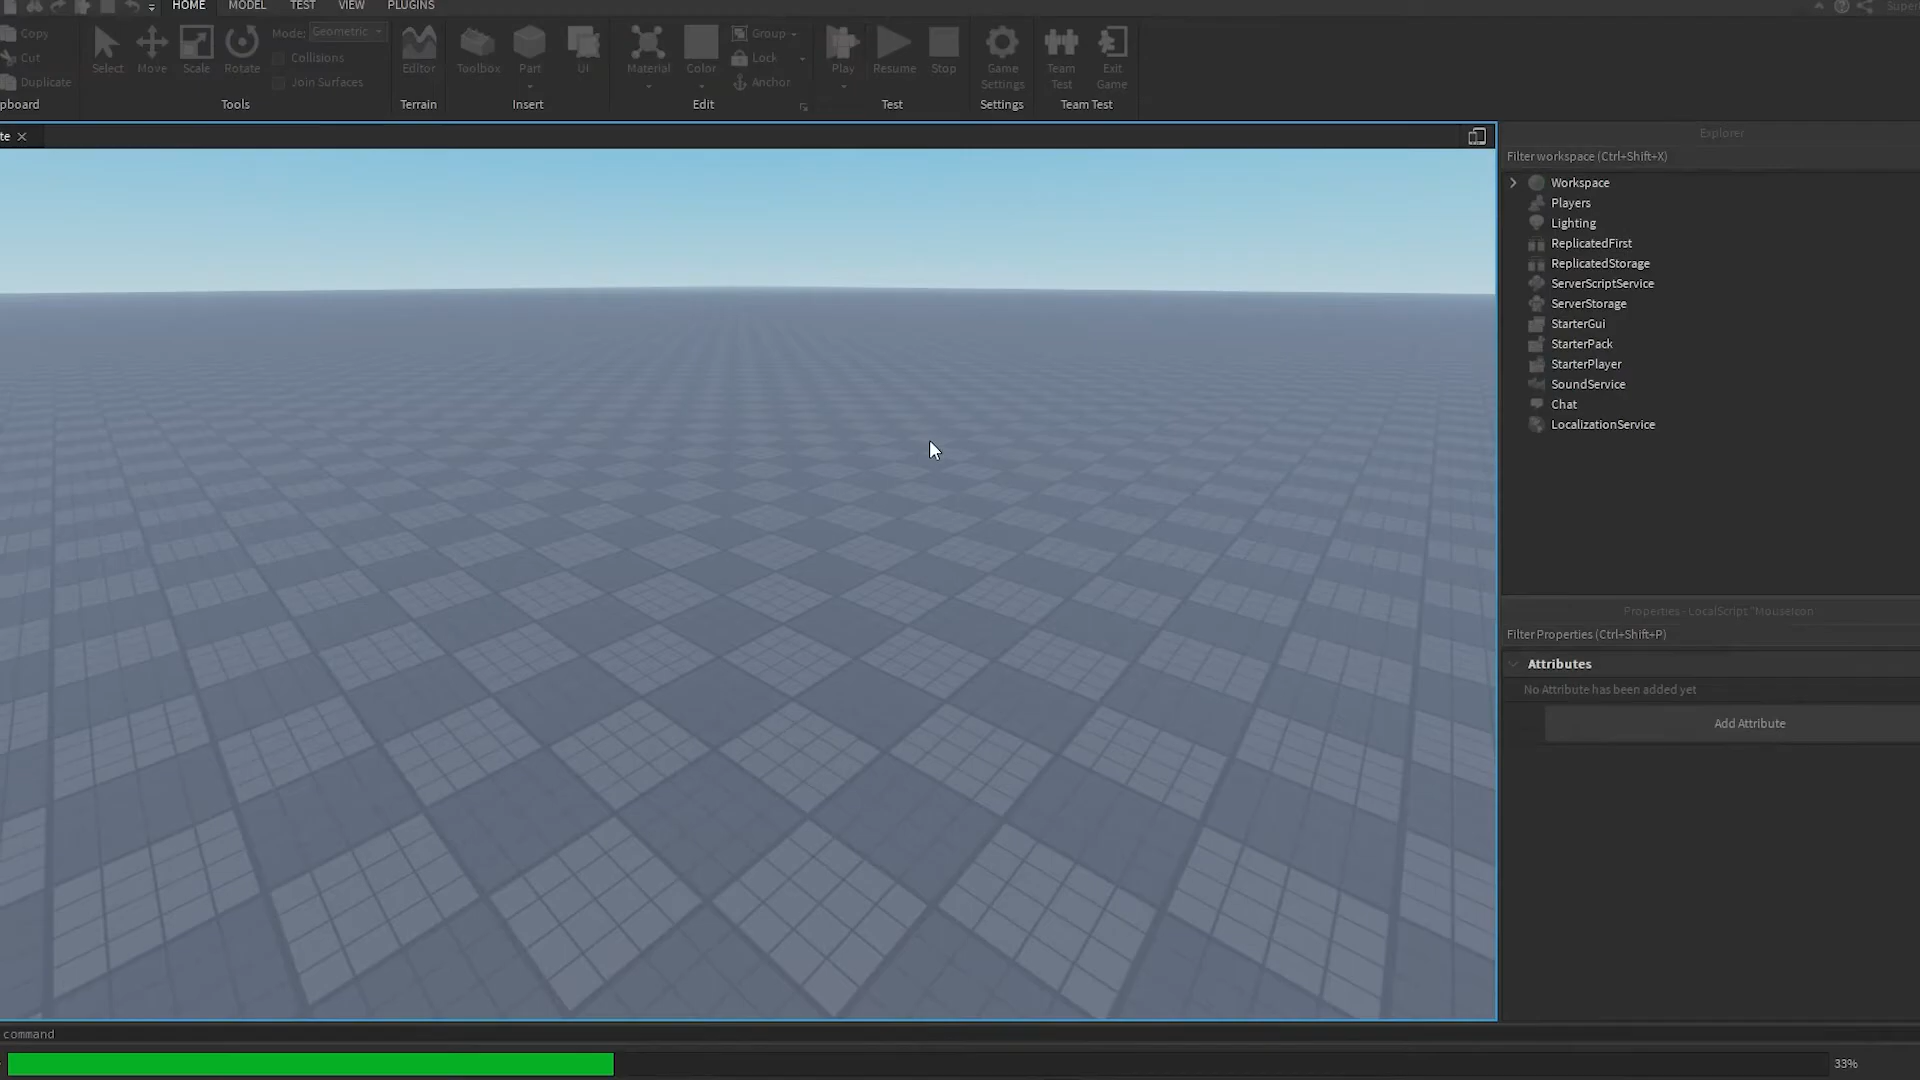 HOME MODEL TEST VIEW PLUGINS
Super
Copy
Cut
Duplicate
pboard
Select Move Scale Rotate
Mode: Geometric
Collisions
Join Surfaces
Tools
Editor
Terrain
Toolbox Part UI
Insert
Material Color
Group
Lock
Anchor
Edit
Play Resume Stop
Test
Game
Settings
Settings
Team
Test
Exit
Game
Team Test
te
Explorer
Filter workspace (Ctrl+Shift+X)
Workspace
Players
Lighting
ReplicatedFirst
ReplicatedStorage
ServerScriptService
ServerStorage
StarterGui
StarterPack
StarterPlayer
SoundService
Chat
LocalizationService
Properties - LocalScript "MouseIcon
Filter Properties (Ctrl+Shift+P)
Attributes
No Attribute has been added yet
Add Attribute
command
33%